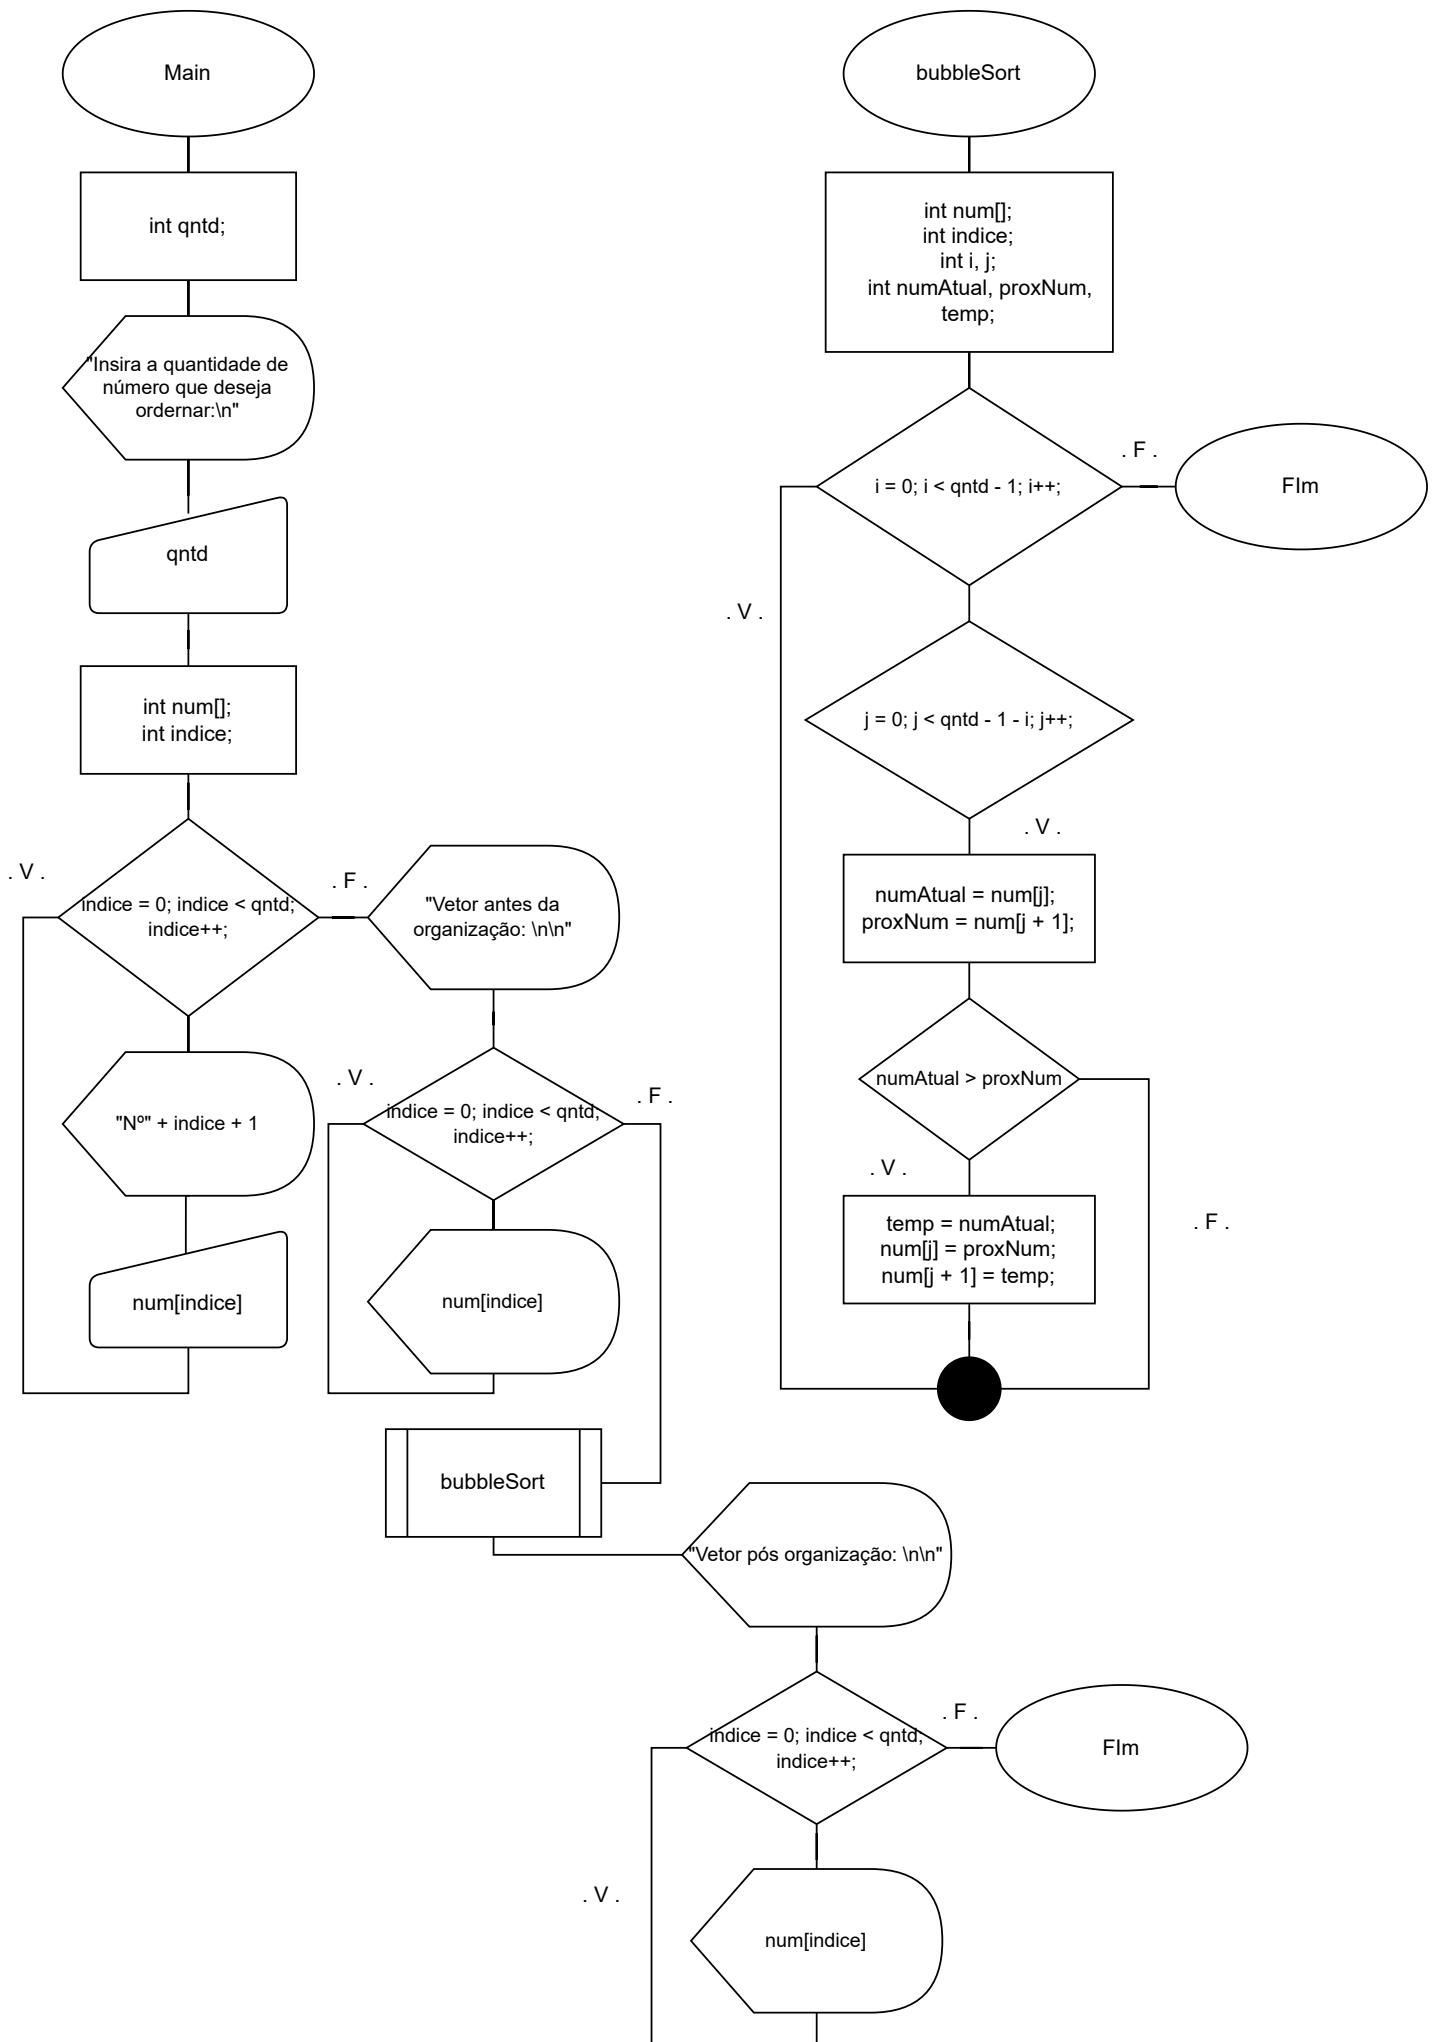 Main
int qntd;
"Insira a quantidade de
número que deseja
ordernar:\n"
qntd
int num[];
int indice;
. V .
indice = 0; indice < qntd;
indice++;
. F .
"Nº" + indice + 1
num[indice]
"Vetor antes da
organização: \n\n"
. V .
indice = 0; indice < qntd;
indice++;
. F .
num[indice]
bubbleSort
"Vetor pós organização: \n\n"
indice = 0; indice < qntd;
indice++;
. F .
FIm
. V .
num[indice]
bubbleSort
int num[];
int indice;
int i, j;
int numAtual, proxNum,
temp;
i = 0; i < qntd - 1; i++;
. F .
FIm
. V .
j = 0; j < qntd - 1 - i; j++;
. V .
numAtual = num[j];
proxNum = num[j + 1];
numAtual > proxNum
. V .
temp = numAtual;
num[j] = proxNum;
num[j + 1] = temp;
. F .